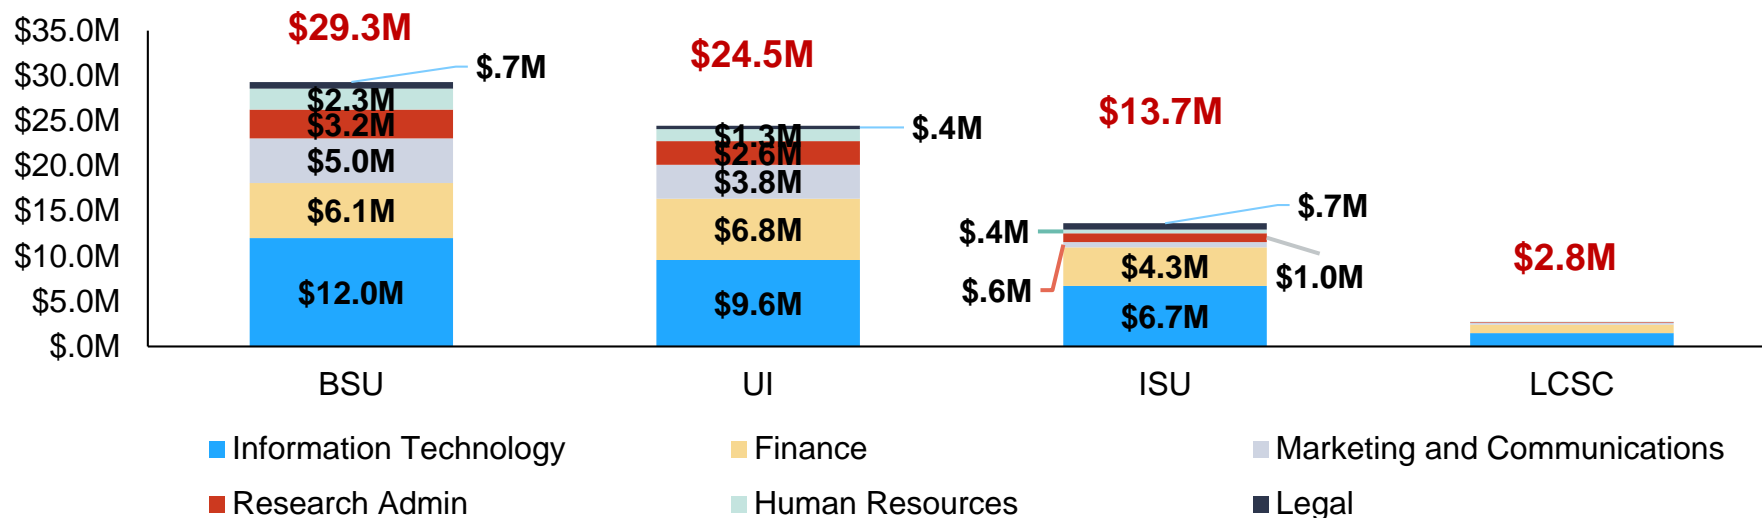 $35.0M
$30.0M
$25.0M
$20.0M
$15.0M
$10.0M
$5.0M
$.0M
$29.3M
$.7M
$2.3M
$3.2M
$5.0M
$6.1M
$12.0M
$24.5M
$.4M
$1.3M
$2.6M
$3.8M
$6.8M
$9.6M
$13.7M
$.7M
$.4M
$1.0M
$.6M
$4.3M
$6.7M
$2.8M
BSU UI ISU LCSC
Information Technology Finance Marketing and Communications
Research Admin Human Resources Legal